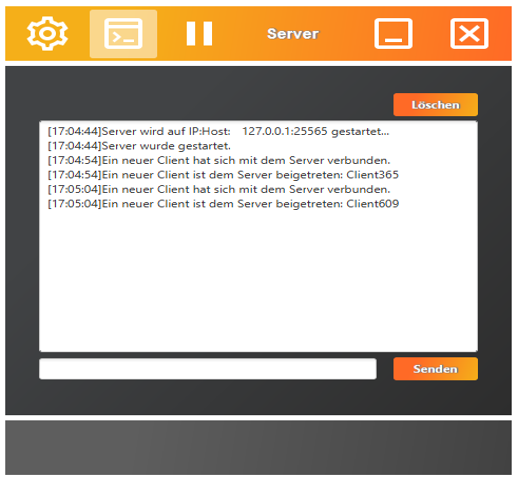 Server
Löschen
[17:04:44]Server wird auf IP:Host: 127.0.0.1:25565 gestartet...
[17:04:44]Server wurde gestartet.
[17:04:54]Ein neuer Client hat sich mit dem Server verbunden.
[17:04:54]Ein neuer Client ist dem Server beigetreten: Client365
[17:05:04]Ein neuer Client hat sich mit dem Server verbunden.
[17:05:04]Ein neuer Client ist dem Server beigetreten: Client609
Senden